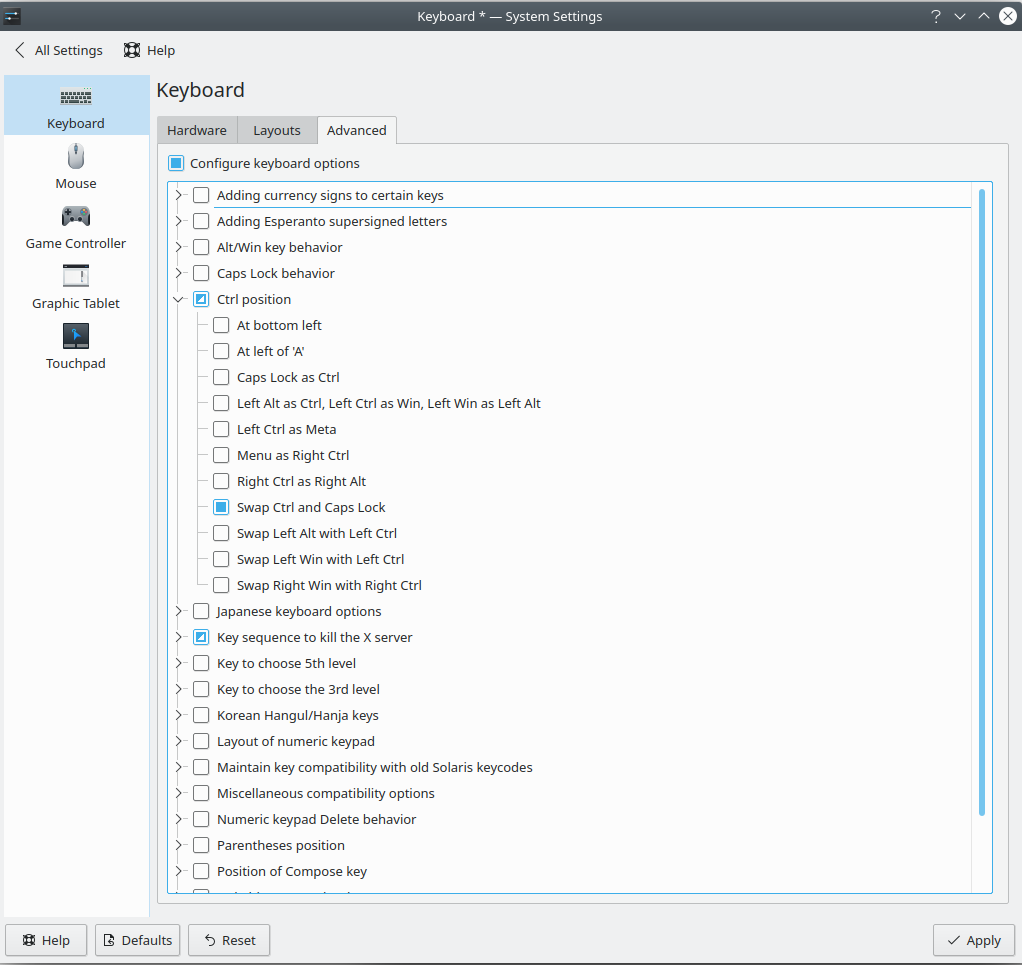 Keyboard * — System Settings
All Settings
Help
Keyboard
Mouse
Game Controller
Graphic Tablet
Touchpad
Keyboard
Hardware
Layouts
Advanced
Configure keyboard options
Adding currency signs to certain keys
Adding Esperanto supersigned letters
Alt/Win key behavior
Caps Lock behavior
Ctrl position
At bottom left
At left of 'A'
Caps Lock as Ctrl
Left Alt as Ctrl, Left Ctrl as Win, Left Win as Left Alt
Left Ctrl as Meta
Menu as Right Ctrl
Right Ctrl as Right Alt
Swap Ctrl and Caps Lock
Swap Left Alt with Left Ctrl
Swap Left Win with Left Ctrl
Swap Right Win with Right Ctrl
Japanese keyboard options
Key sequence to kill the X server
Key to choose 5th level
Key to choose the 3rd level
Korean Hangul/Hanja keys
Layout of numeric keypad
Maintain key compatibility with old Solaris keycodes
Miscellaneous compatibility options
Numeric keypad Delete behavior
Parentheses position
Position of Compose key
Help
Defaults
Reset
Apply